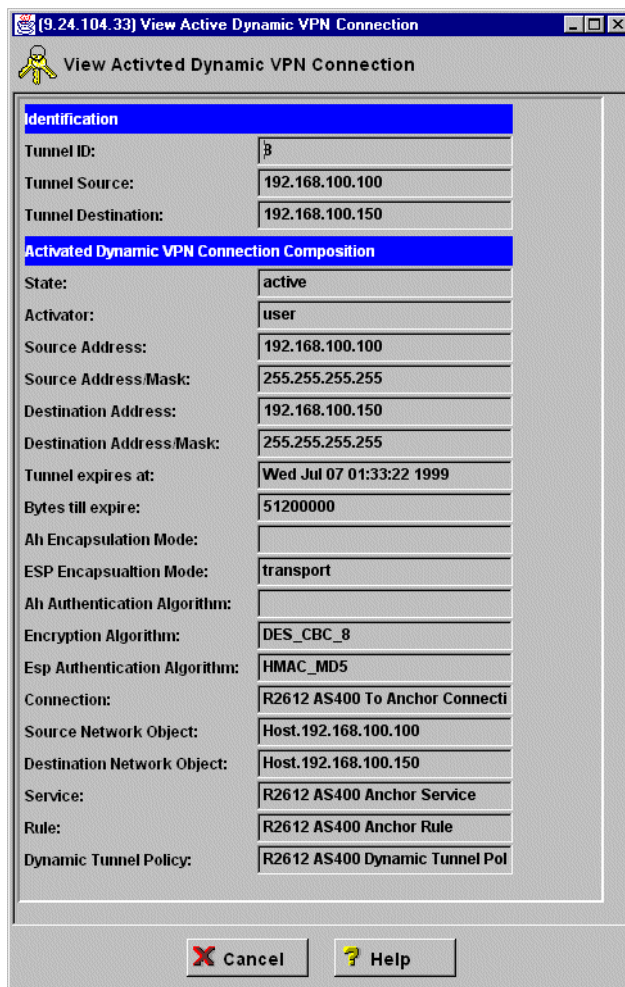 (9.24.104.33) View Active Dynamic VPN Connection
View Activted Dynamic VPN Connection
Identification
Tunnel ID: 3
Tunnel Source: 192.168.100.100
Tunnel Destination: 192.168.100.150
Activated Dynamic VPN Connection Composition
State: active
Activator: user
Source Address: 192.168.100.100
Source Address/Mask: 255.255.255.255
Destination Address: 192.168.100.150
Destination Address/Mask: 255.255.255.255
Tunnel expires at: Wed Jul 07 01:33:22 1999
Bytes till expire: 51200000
Ah Encapsulation Mode:
ESP Encapsualtion Mode: transport
Ah Authentication Algorithm:
Encryption Algorithm: DES_CBC_8
Esp Authentication Algorithm: HMAC_MD5
Connection: R2612 AS400 To Anchor Connecti
Source Network Object: Host.192.168.100.100
Destination Network Object: Host.192.168.100.150
Service: R2612 AS400 Anchor Service
Rule: R2612 AS400 Anchor Rule
Dynamic Tunnel Policy: R2612 AS400 Dynamic Tunnel Pol
Cancel ? Help